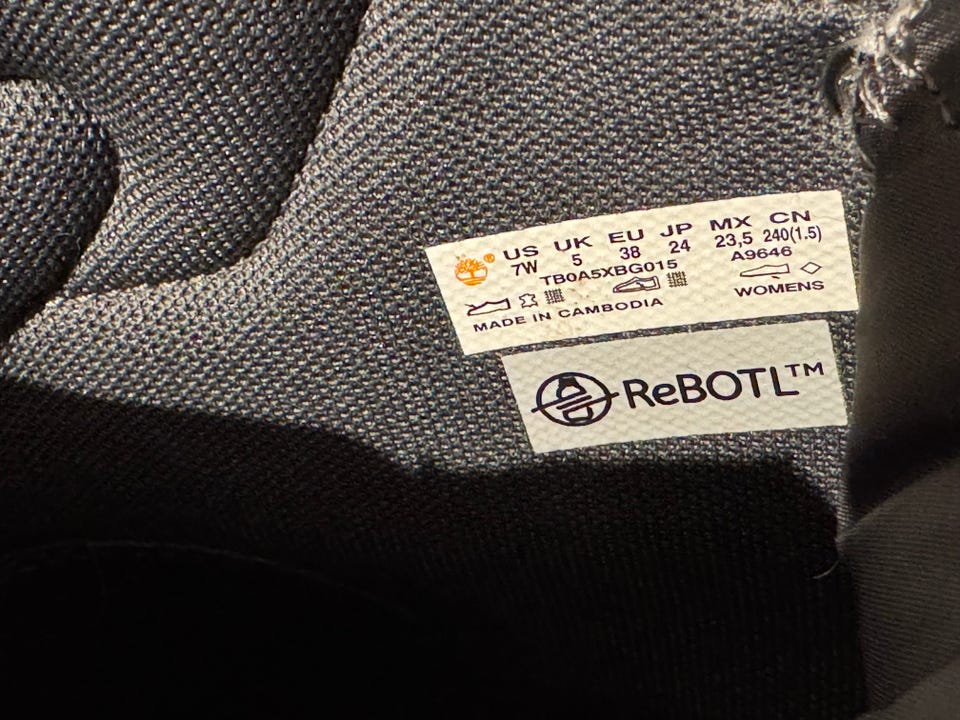 US UK EU JP MX CN
7W 5 38 24 23,5 240(1.5)
TB0A5XBG015 A9646
WOMENS
MADE IN CAMBODIA
ReBOTL™